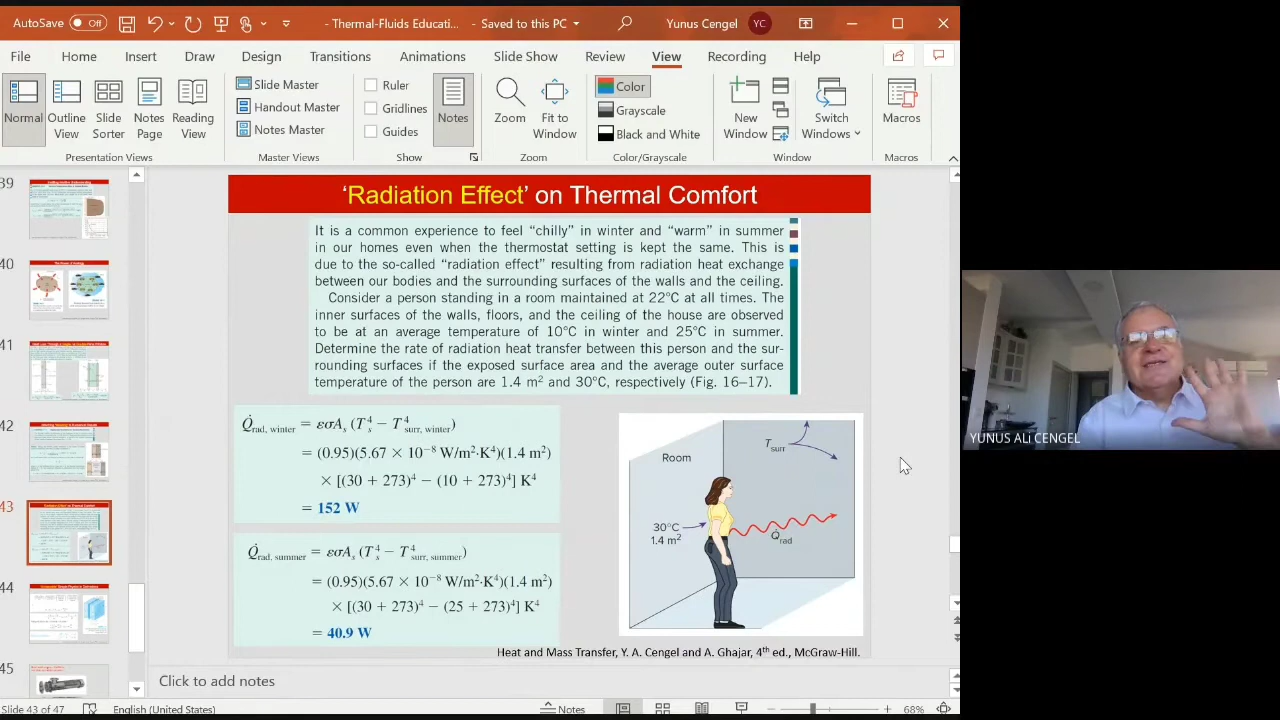 AutoSave Off
- Thermal-Fluids Educati... - Saved to this PC
Yunus Cengel YC
File Home Insert Draw Design Transitions Animations Slide Show Review View Recording Help
Normal
Outline View
Slide Sorter
Notes Page
Reading View
Presentation Views
Slide Master
Handout Master
Notes Master
Master Views
Ruler
Gridlines
Guides
Show
Notes
Zoom
Fit to Window
Zoom
Color
Grayscale
Black and White
Color/Grayscale
New Window
Switch Windows
Window
Macros
Macros
39
40
41
42
43
44
45
'Radiation Effect' on Thermal Comfort
It is a common experience to feel “chilly” in winter and “warm” in summer
in our homes even when the thermostat setting is kept the same. This is
due to the so-called “radiation effect” resulting from radiation heat exchange
between our bodies and the surrounding surfaces of the walls and the ceiling.
Consider a person standing in a room maintained at 22°C at all times. The
inner surfaces of the walls, floors, and the ceiling of the house are observed
to be at an average temperature of 10°C in winter and 25°C in summer.
Determine the rate of radiation heat transfer between this person and the sur-
rounding surfaces if the exposed surface area and the average outer surface
temperature of the person are 1.4 m² and 30°C, respectively (Fig. 16–17).
Q̇rad, winter = εσAs (Ts⁴ − T⁴surr, winter)
= (0.95)(5.67 × 10⁻⁸ W/m²·K⁴)(1.4 m²)
× [(30 + 273)⁴ − (10 + 273)⁴] K⁴
= 152 W
Q̇rad, summer = εσAs (Ts⁴ − T⁴surr, summer)
= (0.95)(5.67 × 10⁻⁸ W/m²·K⁴)(1.4 m²)
× [(30 + 273)⁴ − (25 + 273)⁴] K⁴
= 40.9 W
Room
Tsurr
30°C
1.4 m²
Q̇rad
Heat and Mass Transfer, Y. A. Cengel and A. Ghajar, 4th ed., McGraw-Hill.
YUNUS ALi CENGEL
Click to add notes
Slide 43 of 47 English (United States) Notes 68%